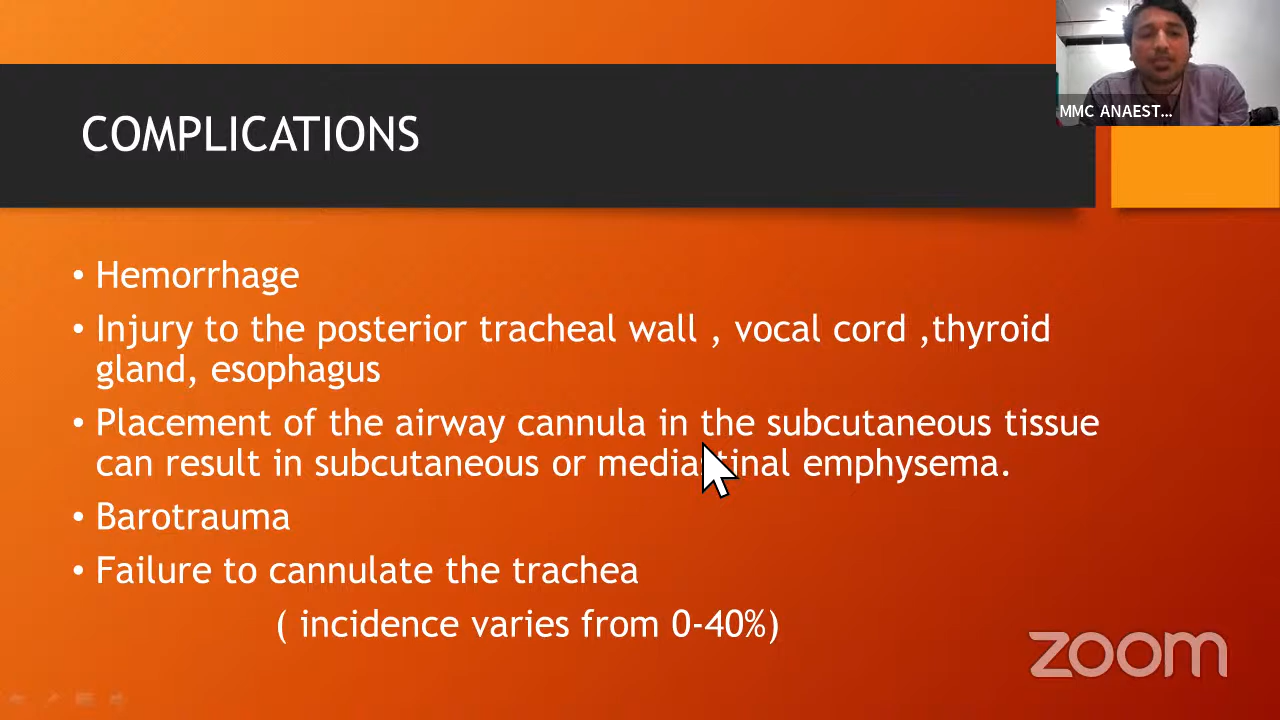 MMC ANAEST...
COMPLICATIONS
• Hemorrhage
• Injury to the posterior tracheal wall , vocal cord ,thyroid
gland, esophagus
• Placement of the airway cannula in the subcutaneous tissue
can result in subcutaneous or mediastinal emphysema.
• Barotrauma
• Failure to cannulate the trachea
( incidence varies from 0-40%)
zoom